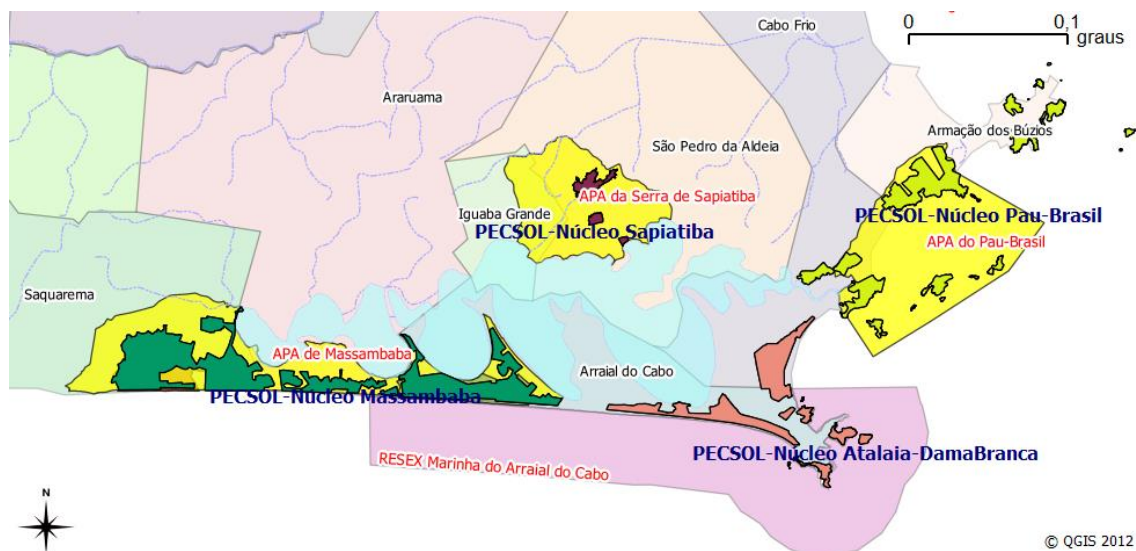 0
0,1
graus
Cabo Frio
Araruama
Armação dos Búzios
São Pedro da Aldeia
APA da Serra de Sapiatiba
Iguaba Grande
PECSOL-Núcleo Pau-Brasil
PECSOL-Núcleo Sapiatiba
APA do Pau-Brasil
Saquarema
APA de Massambaba
Arraial do Cabo
PECSOL-Núcleo Massambaba
PECSOL-Núcleo Atalaia-DamaBranca
RESEX Marinha do Arraial do Cabo
N
© QGIS 2012